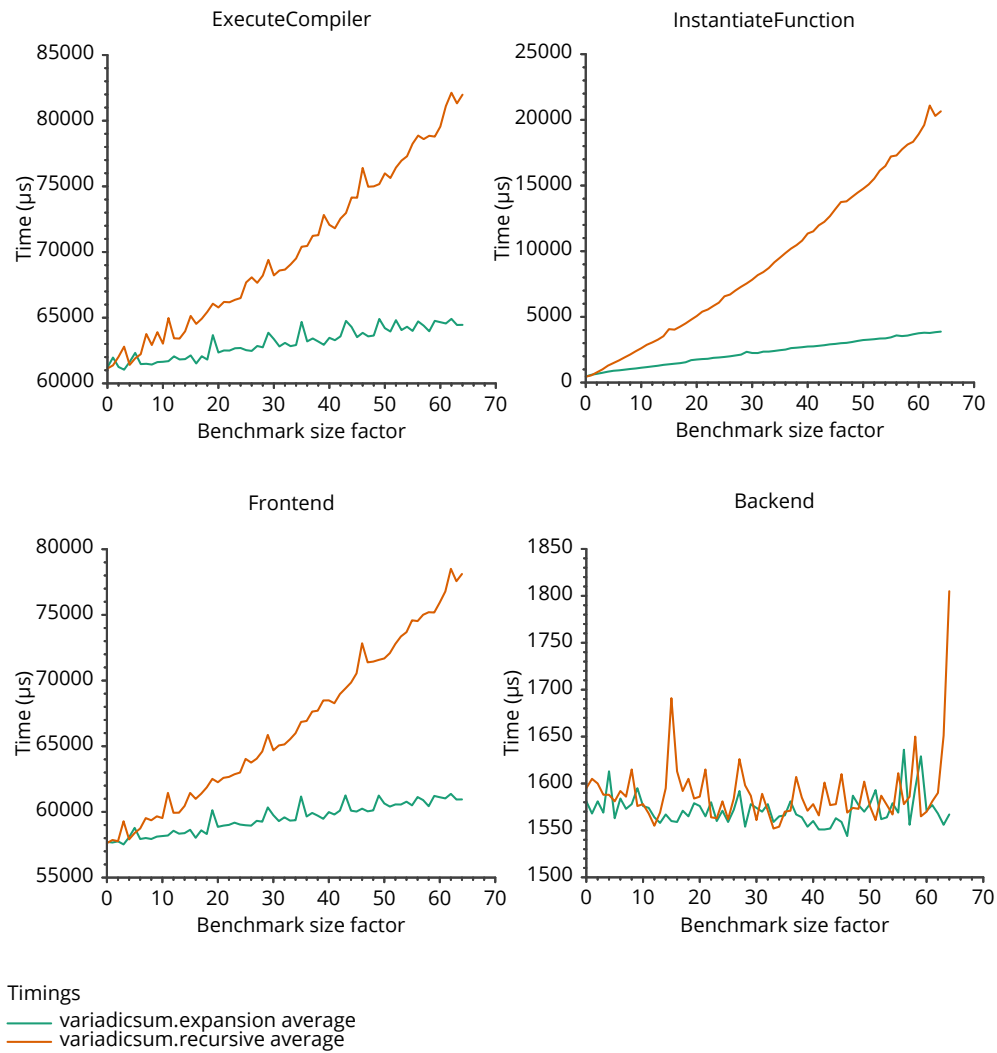 ExecuteCompiler
85000
80000
75000
70000
65000
60000
Time (µs)
0 10 20 30 40 50 60 70
Benchmark size factor
InstantiateFunction
25000
20000
15000
10000
5000
0
Time (µs)
0 10 20 30 40 50 60 70
Benchmark size factor
Frontend
80000
75000
70000
65000
60000
55000
Time (µs)
0 10 20 30 40 50 60 70
Benchmark size factor
Backend
1850
1800
1750
1700
1650
1600
1550
1500
Time (µs)
0 10 20 30 40 50 60 70
Benchmark size factor
Timings
variadicsum.expansion average
variadicsum.recursive average